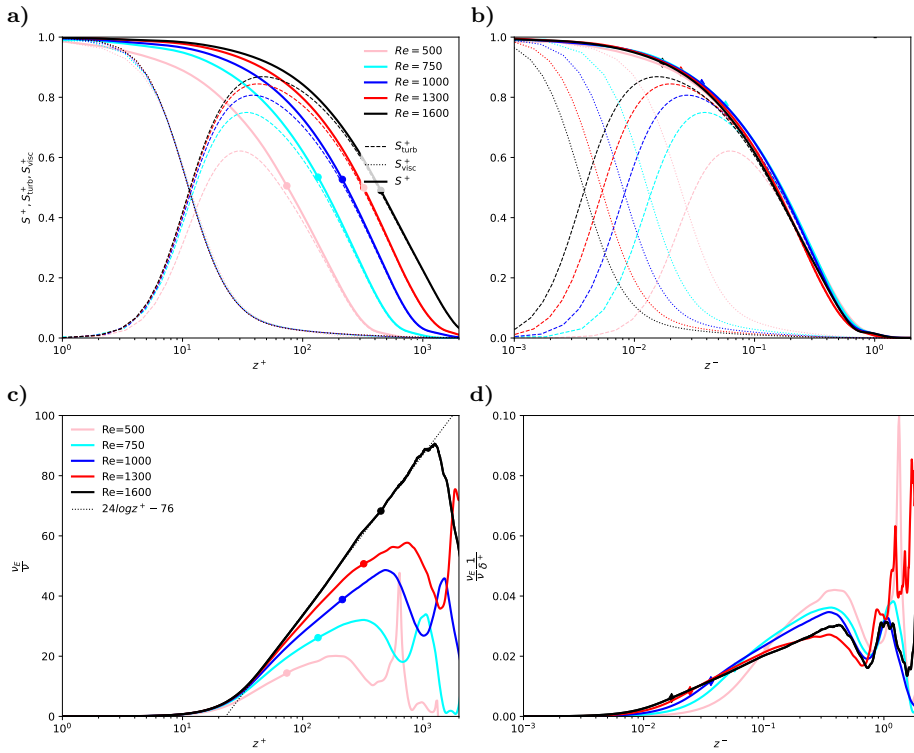 a)
1.0
0.8
0.6
0.4
0.2
0.0
S⁺, S⁺turb, S⁺visc
10⁰
10¹
10²
10³
z⁺
Re = 500
Re = 750
Re = 1000
Re = 1300
Re = 1600
S⁺turb
S⁺visc
S⁺
b)
1.0
0.8
0.6
0.4
0.2
0.0
10⁻³
10⁻²
10⁻¹
10⁰
z⁻
c)
100
80
60
40
20
0
ν_E/ν
10⁰
10¹
10²
10³
z⁺
Re=500
Re=750
Re=1000
Re=1300
Re=1600
24logz⁺ − 76
d)
0.10
0.08
0.06
0.04
0.02
0.00
ν_E/ν 1/δ⁺
10⁻³
10⁻²
10⁻¹
10⁰
z⁻